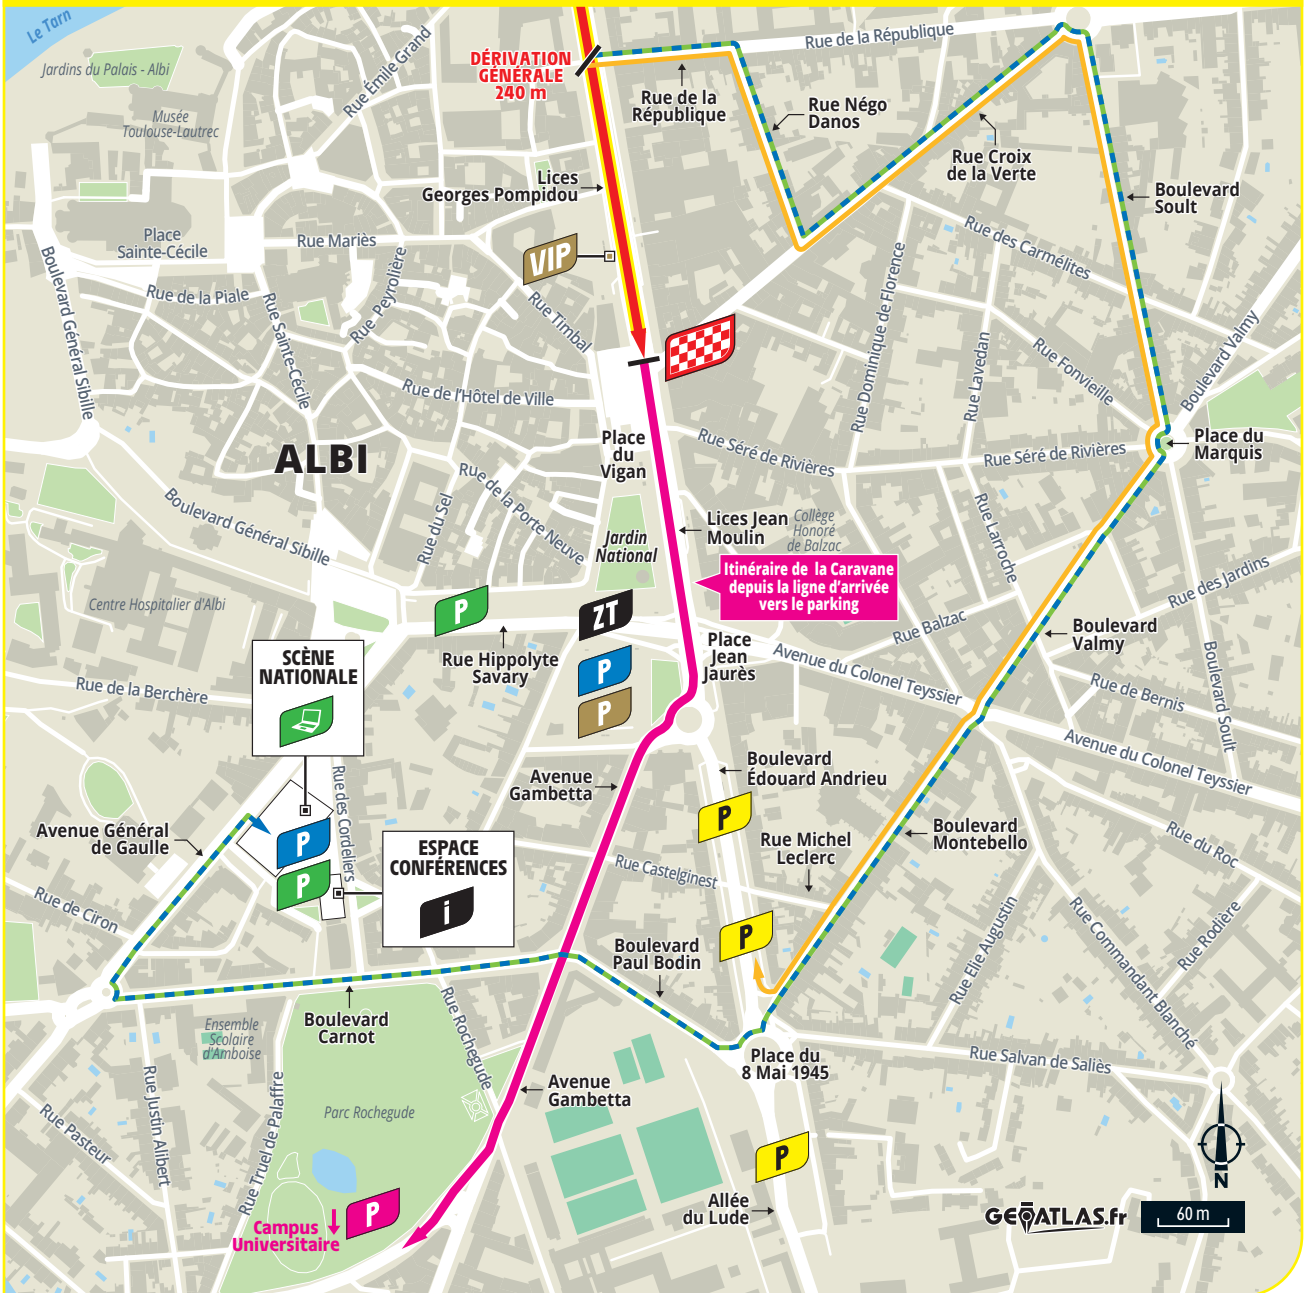 Le Tarn
Jardins du Palais - Albi
Musée
Toulouse-Lautrec
Rue Émile Grand
DÉRIVATION
GÉNÉRALE
240 m
Rue de la République
Rue de la
République
Rue Négo
Danos
Rue Croix
de la Verte
Boulevard
Soult
Lices
Georges Pompidou
VIP
Place
Sainte-Cécile
Rue Mariès
Rue de la Piale
Rue Peyrolière
Rue Sainte-Cécile
Boulevard Général Sibille
Rue Timbal
Rue des Carmélites
Rue Dominique de Florence
Rue Lavedan
Rue Fonvieille
Boulevard Valmy
Rue de l'Hôtel de Ville
ALBI
Place
du
Vigan
Rue Séré de Rivières
Rue Séré de Rivières
Place du
Marquis
Boulevard Général Sibille
Rue du Sel
Rue de la Porte Neuve
Jardin
National
Lices Jean
Moulin
Collège
Honoré
de Balzac
Rue Larroche
Itinéraire de la Caravane
depuis la ligne d'arrivée
vers le parking
Rue des Jardins
Centre Hospitalier d'Albi
P
ZT
Rue Balzac
Boulevard
Valmy
SCÈNE
NATIONALE
Rue Hippolyte
Savary
P
P
Place
Jean
Jaurès
Avenue du Colonel Teyssier
Rue de Bernis
Boulevard Soult
Rue de la Berchère
Avenue du Colonel Teyssier
Avenue
Gambetta
Boulevard
Édouard Andrieu
Rue des Cordeliers
Avenue Général
de Gaulle
P
P
ESPACE
CONFÉRENCES
i
P
Rue Michel
Leclerc
Boulevard
Montebello
Rue du Roc
Rue Castelginest
Rue de Ciron
P
Boulevard
Paul Bodin
Rue Elie Augustin
Rue Commandant Blanché
Rue Rodière
Boulevard
Carnot
Rue Rochegude
Ensemble
Scolaire
d'Amboise
Place du
8 Mai 1945
Rue Salvan de Saliès
Avenue
Gambetta
Rue Pasteur
Rue Justin Alibert
Rue Truel de Palaffre
Parc Rochegude
P
N
Allée
du Lude
P
Campus
Universitaire
GEOATLAS.fr
60 m